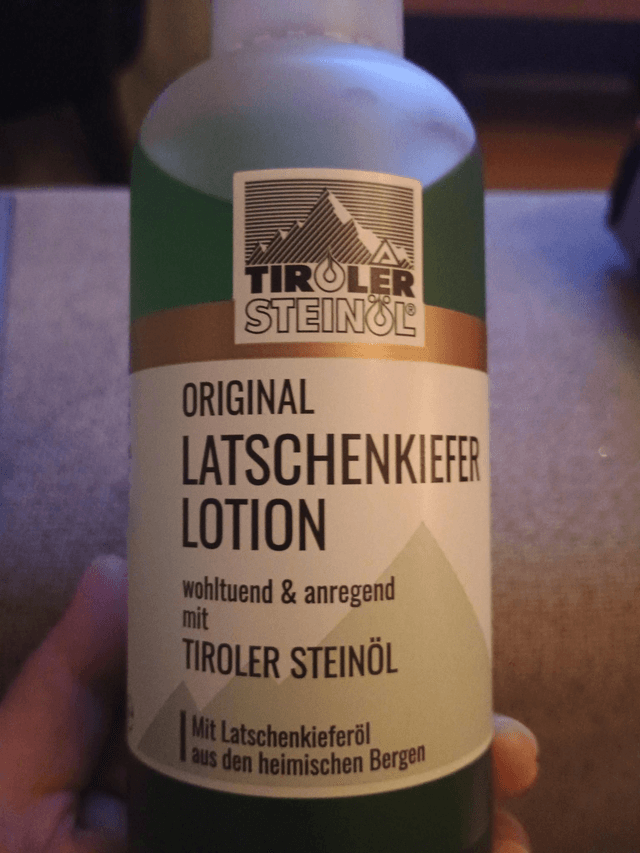 TIROLER
STEINÖL®
ORIGINAL
LATSCHENKIEFER
LOTION
wohltuend & anregend
mit
TIROLER STEINÖL
Mit Latschenkieferöl
aus den heimischen Bergen